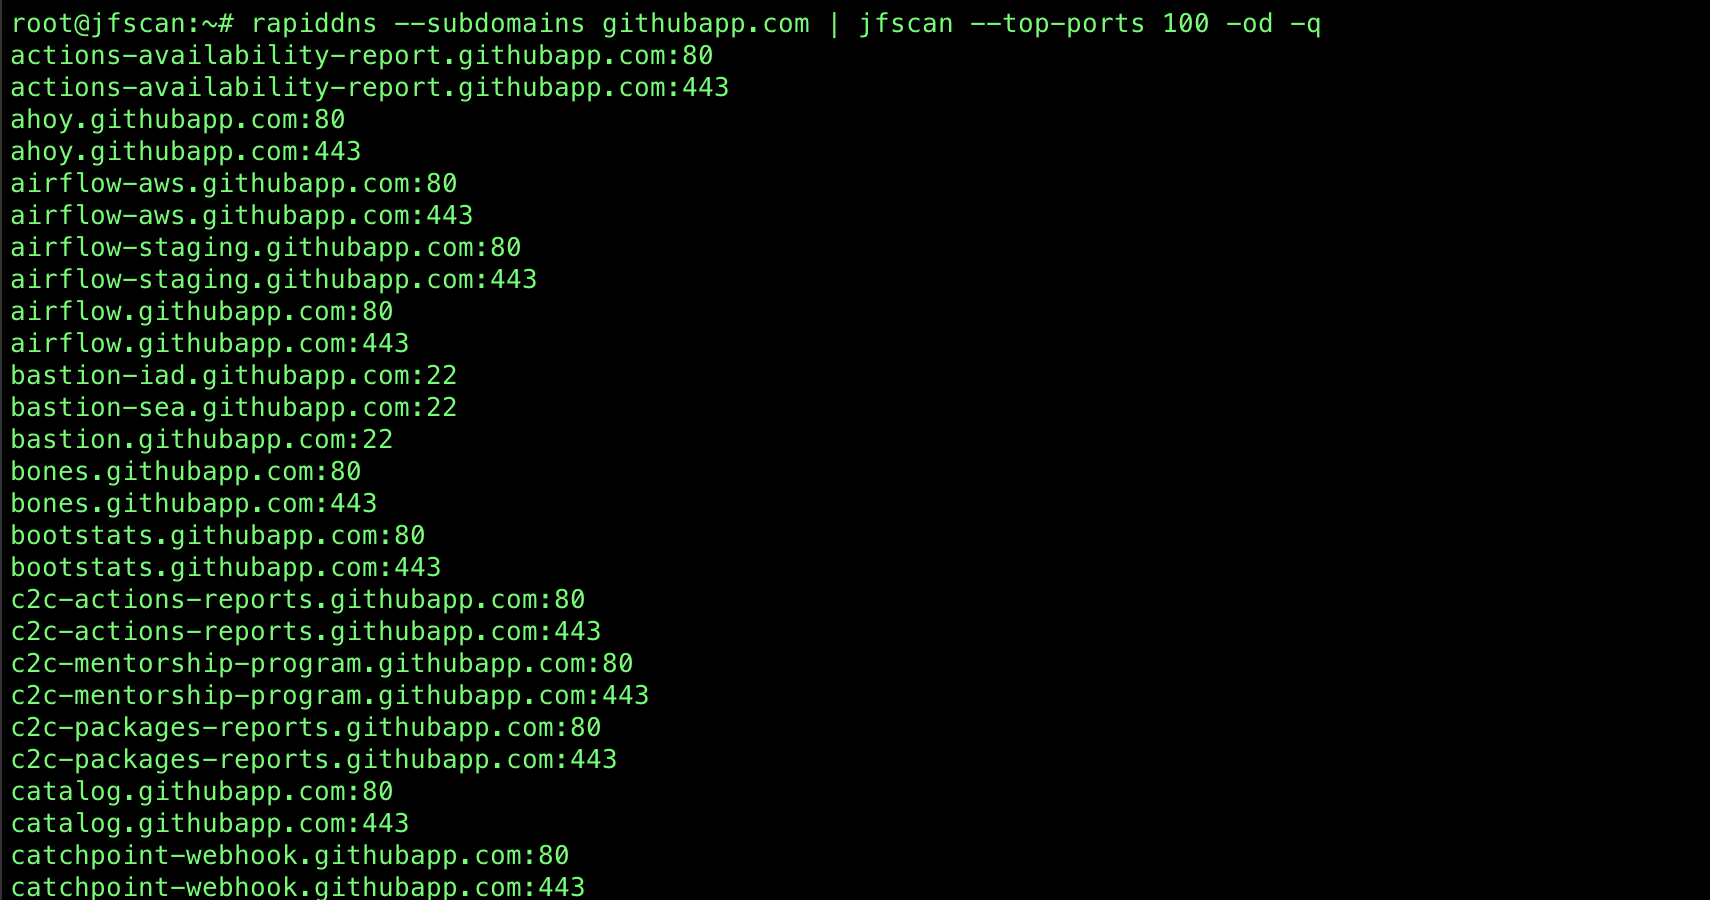 root@jfscan:~# rapiddns --subdomains githubapp.com | jfscan --top-ports 100 -od -q
actions-availability-report.githubapp.com:80
actions-availability-report.githubapp.com:443
ahoy.githubapp.com:80
ahoy.githubapp.com:443
airflow-aws.githubapp.com:80
airflow-aws.githubapp.com:443
airflow-staging.githubapp.com:80
airflow-staging.githubapp.com:443
airflow.githubapp.com:80
airflow.githubapp.com:443
bastion-iad.githubapp.com:22
bastion-sea.githubapp.com:22
bastion.githubapp.com:22
bones.githubapp.com:80
bones.githubapp.com:443
bootstats.githubapp.com:80
bootstats.githubapp.com:443
c2c-actions-reports.githubapp.com:80
c2c-actions-reports.githubapp.com:443
c2c-mentorship-program.githubapp.com:80
c2c-mentorship-program.githubapp.com:443
c2c-packages-reports.githubapp.com:80
c2c-packages-reports.githubapp.com:443
catalog.githubapp.com:80
catalog.githubapp.com:443
catchpoint-webhook.githubapp.com:80
catchpoint-webhook.githubapp.com:443